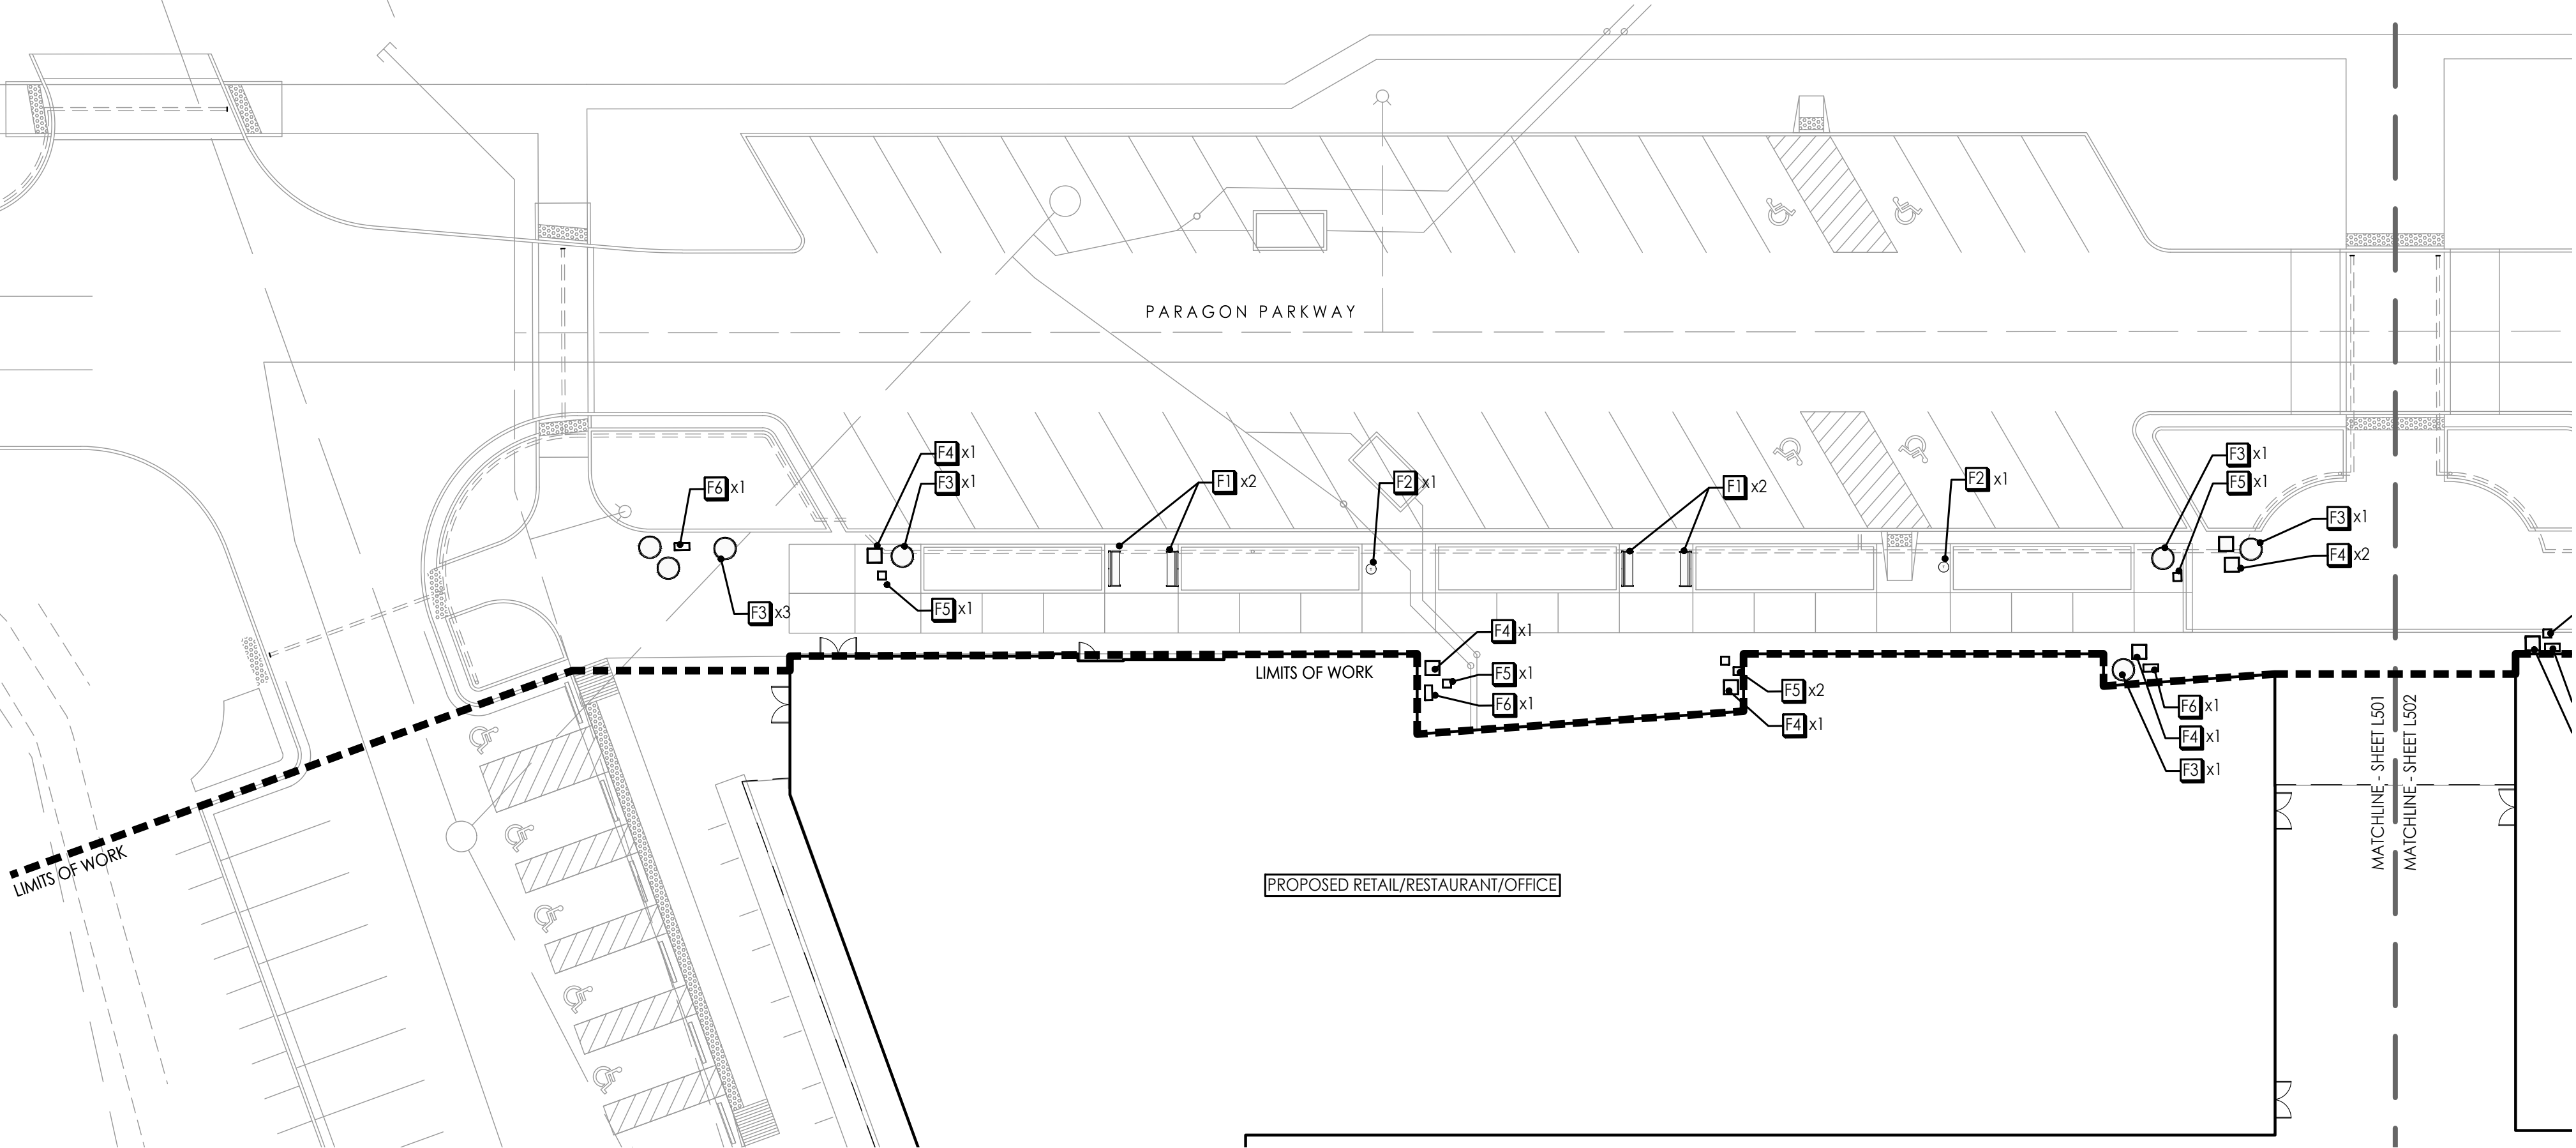 PARAGON PARKWAY
F4 x1
F3 x1
F6 x1
F1 x2
F2 x1
F1 x2
F2 x1
F3 x1
F5 x1
F3 x1
F4 x2
F3 x3
F5 x1
F4 x1
F5 x1
F6 x1
F5 x2
F4 x1
F6 x1
F4 x1
F3 x1
LIMITS OF WORK
LIMITS OF WORK
PROPOSED RETAIL/RESTAURANT/OFFICE
MATCHLINE - SHEET L501
MATCHLINE - SHEET L502